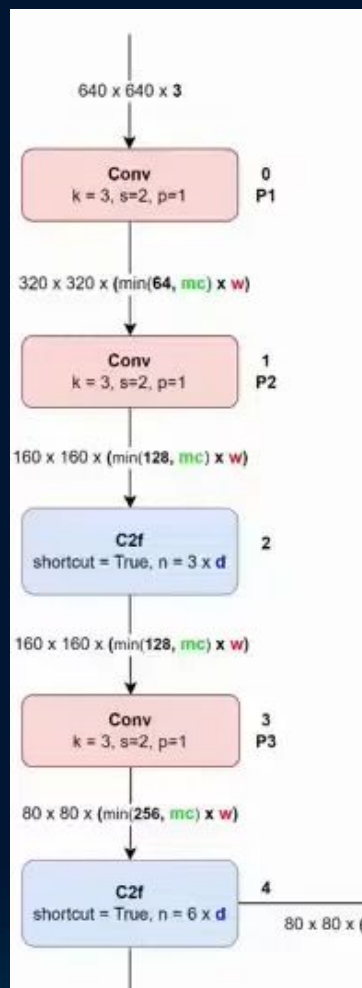 640 x 640 x 3
Conv
k = 3, s=2, p=1
0
P1
320 x 320 x (min(64, mc) x w)
Conv
k = 3, s=2, p=1
1
P2
160 x 160 x (min(128, mc) x w)
C2f
shortcut = True, n = 3 x d
2
160 x 160 x (min(128, mc) x w)
Conv
k = 3, s=2, p=1
3
P3
80 x 80 x (min(256, mc) x w)
C2f
shortcut = True, n = 6 x d
4
80 x 80 x (